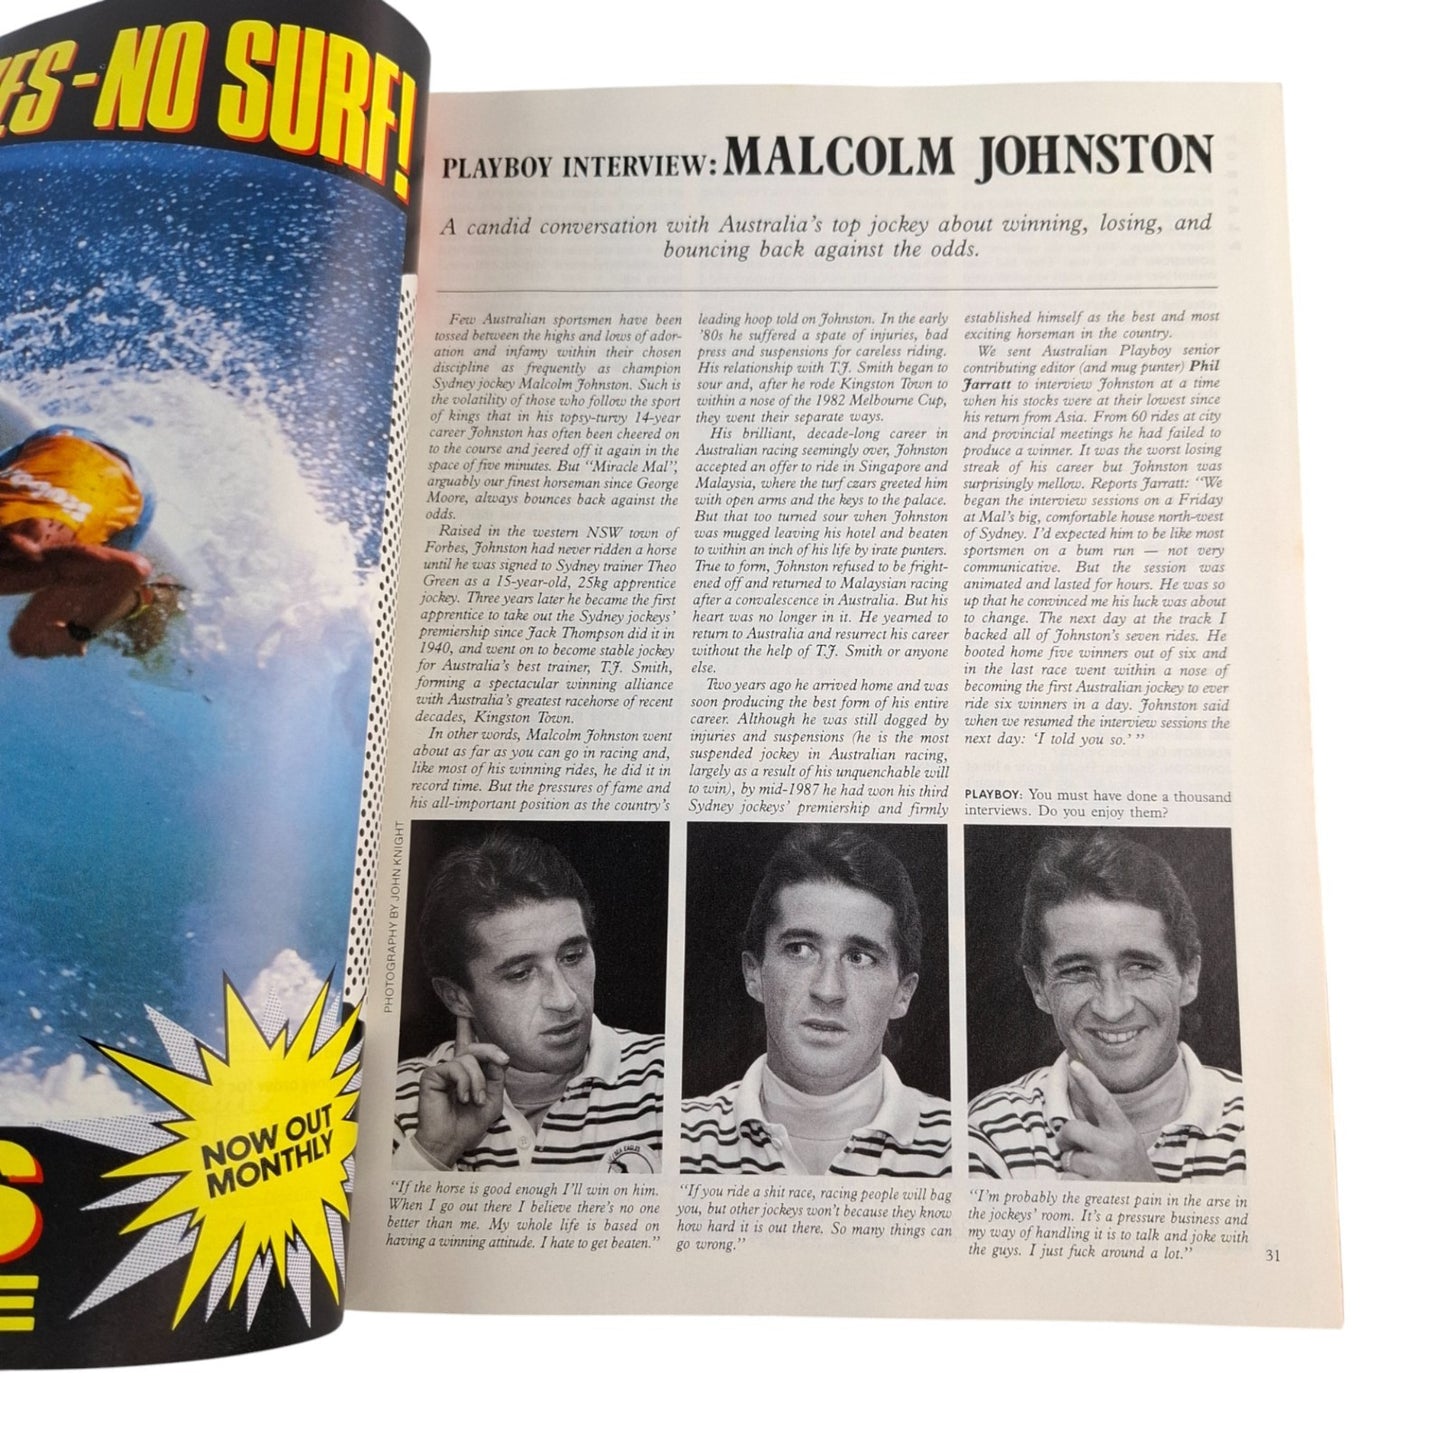 ES-NO SURF!
NOW OUT
MONTHLY
S
E
PLAYBOY INTERVIEW: MALCOLM JOHNSTON
A candid conversation with Australia's top jockey about winning, losing, and
bouncing back against the odds.
Few Australian sportsmen have been
tossed between the highs and lows of ador-
ation and infamy within their chosen
discipline as frequently as champion
Sydney jockey Malcolm Johnston. Such is
the volatility of those who follow the sport
of kings that in his topsy-turvy 14-year
career Johnston has often been cheered on
to the course and jeered off it again in the
space of five minutes. But "Miracle Mal",
arguably our finest horseman since George
Moore, always bounces back against the
odds.
Raised in the western NSW town of
Forbes, Johnston had never ridden a horse
until he was signed to Sydney trainer Theo
Green as a 15-year-old, 25kg apprentice
jockey. Three years later he became the first
apprentice to take out the Sydney jockeys'
premiership since Jack Thompson did it in
1940, and went on to become stable jockey
for Australia's best trainer, T.J. Smith,
forming a spectacular winning alliance
with Australia's greatest racehorse of recent
decades, Kingston Town.
In other words, Malcolm Johnston went
about as far as you can go in racing and,
like most of his winning rides, he did it in
record time. But the pressures of fame and
his all-important position as the country's
leading hoop told on Johnston. In the early
'80s he suffered a spate of injuries, bad
press and suspensions for careless riding.
His relationship with T.J. Smith began to
sour and, after he rode Kingston Town to
within a nose of the 1982 Melbourne Cup,
they went their separate ways.
His brilliant, decade-long career in
Australian racing seemingly over, Johnston
accepted an offer to ride in Singapore and
Malaysia, where the turf czars greeted him
with open arms and the keys to the palace.
But that too turned sour when Johnston
was mugged leaving his hotel and beaten
to within an inch of his life by irate punters.
True to form, Johnston refused to be fright-
ened off and returned to Malaysian racing
after a convalescence in Australia. But his
heart was no longer in it. He yearned to
return to Australia and resurrect his career
without the help of T.J. Smith or anyone
else.
Two years ago he arrived home and was
soon producing the best form of his entire
career. Although he was still dogged by
injuries and suspensions (he is the most
suspended jockey in Australian racing,
largely as a result of his unquenchable will
to win), by mid-1987 he had won his third
Sydney jockeys' premiership and firmly
established himself as the best and most
exciting horseman in the country.
We sent Australian Playboy senior
contributing editor (and mug punter) Phil
Jarratt to interview Johnston at a time
when his stocks were at their lowest since
his return from Asia. From 60 rides at city
and provincial meetings he had failed to
produce a winner. It was the worst losing
streak of his career but Johnston was
surprisingly mellow. Reports Jarratt: "We
began the interview sessions on a Friday
at Mal's big, comfortable house north-west
of Sydney. I'd expected him to be like most
sportsmen on a bum run — not very
communicative. But the session was
animated and lasted for hours. He was so
up that he convinced me his luck was about
to change. The next day at the track I
backed all of Johnston's seven rides. He
booted home five winners out of six and
in the last race went within a nose of
becoming the first Australian jockey to ever
ride six winners in a day. Johnston said
when we resumed the interview sessions the
next day: 'I told you so.' "
PLAYBOY: You must have done a thousand
interviews. Do you enjoy them?
PHOTOGRAPHY BY JOHN KNIGHT
"If the horse is good enough I'll win on him.
When I go out there I believe there's no one
better than me. My whole life is based on
having a winning attitude. I hate to get beaten."
"If you ride a shit race, racing people will bag
you, but other jockeys won't because they know
how hard it is out there. So many things can
go wrong."
"I'm probably the greatest pain in the arse in
the jockeys' room. It's a pressure business and
my way of handling it is to talk and joke with
the guys. I just fuck around a lot."
31